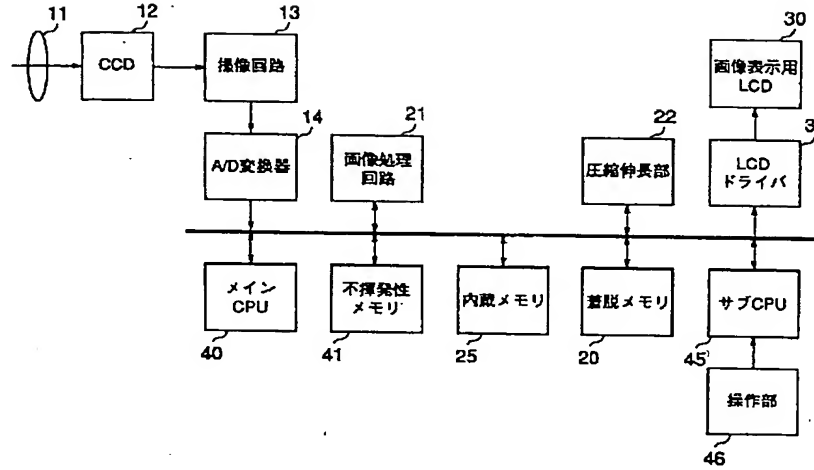 11
12
13
30
CCD
撮像回路
画像表示用
LCD
14
21
22
3
A/D変換器
画像処理
回路
圧縮伸長部
LCD
ドライバ
メイン
CPU
不揮発性
メモリ
内蔵メモリ
着脱メモリ
サブCPU
40
41
25
20
45
操作部
46